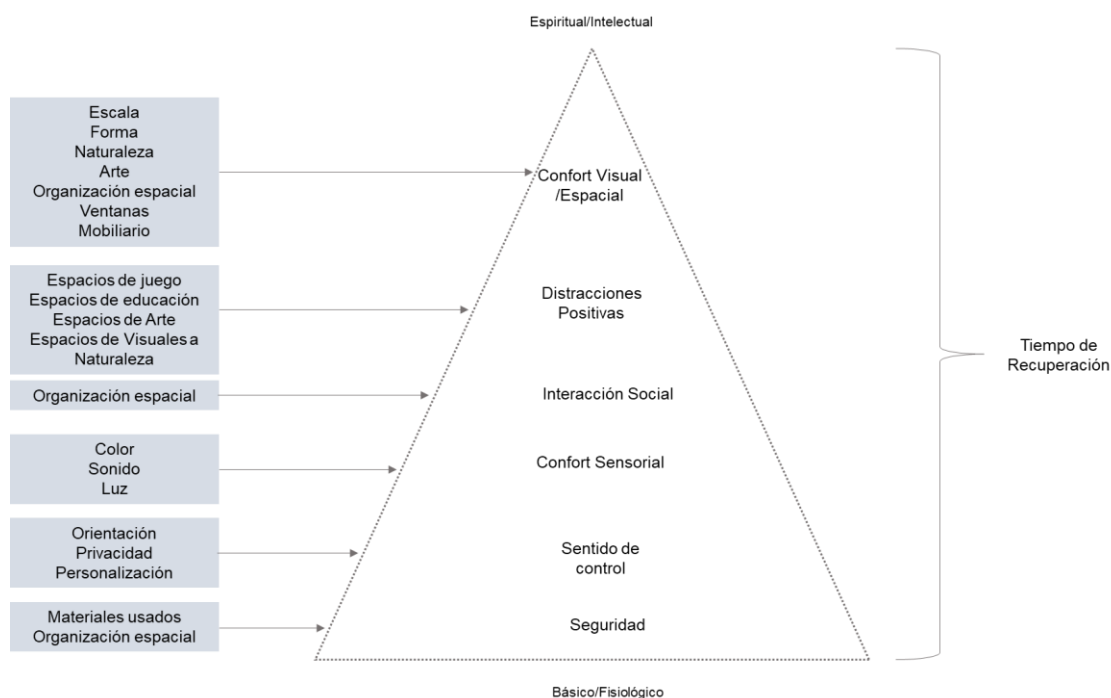 Espiritual/Intelectual
Escala
Forma
Naturaleza
Arte
Organización espacial
Ventanas
Mobiliario
Confort Visual
/Espacial
Espacios de juego
Espacios de educación
Espacios de Arte
Espacios de Visuales a
Naturaleza
Distracciones
Positivas
Tiempo de
Recuperación
Organización espacial
Interacción Social
Color
Sonido
Luz
Confort Sensorial
Orientación
Privacidad
Personalización
Sentido de
control
Materiales usados
Organización espacial
Seguridad
Básico/Fisiológico